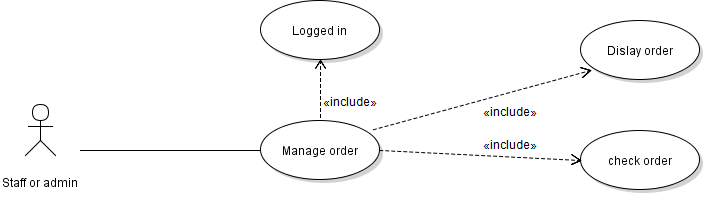 Logged in
Dislay order
«include»
«include»
«include»
Manage order
check order
Staff or admin